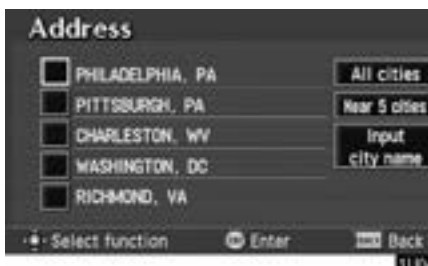 Address
PHILADELPHIA, PA
All cities
PITTSBURGH, PA
Near 5 cities
CHARLESTON, WV
Input
city name
WASHINGTON, DC
RICHMOND, VA
Select function
Enter
Back